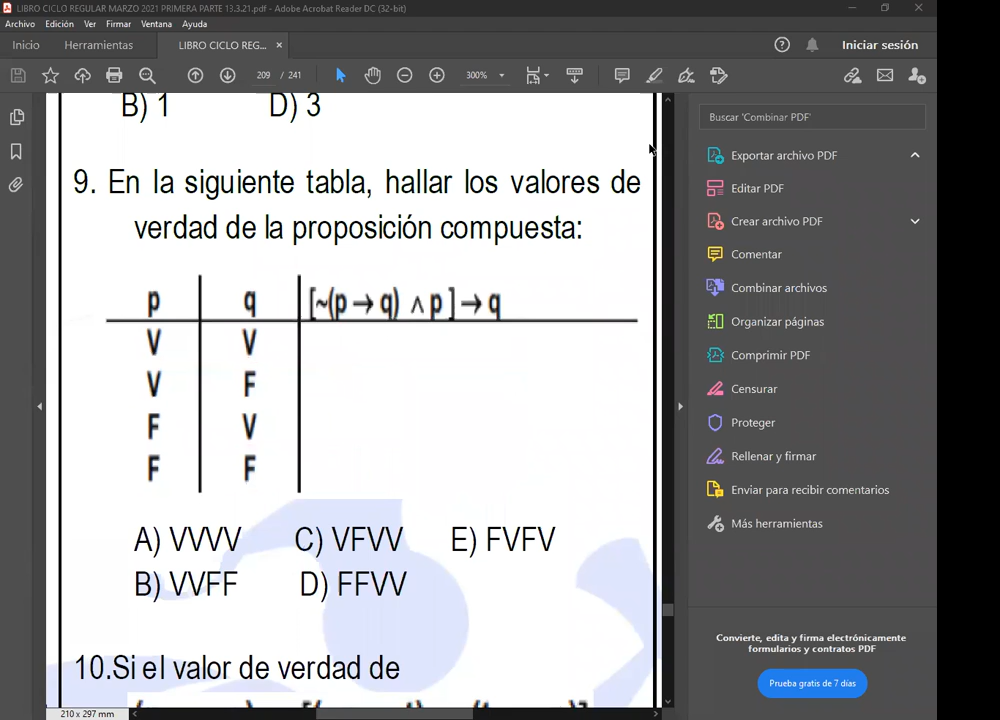 LIBRO CICLO REGULAR MARZO 2021 PRIMERA PARTE 13.3.21.pdf - Adobe Acrobat Reader DC (32-bit)
Archivo Edición Ver Firmar Ventana Ayuda
Inicio Herramientas LIBRO CICLO REG... × Iniciar sesión
209 / 241 300%
B) 1 D) 3
9. En la siguiente tabla, hallar los valores de
verdad de la proposición compuesta:
p q [~(p → q) ∧ p ] → q
V V
V F
F V
F F
A) VVVV C) VFVV E) FVFV
B) VVFF D) FFVV
10.Si el valor de verdad de
210 x 297 mm
Buscar 'Combinar PDF'
Exportar archivo PDF
Editar PDF
Crear archivo PDF
Comentar
Combinar archivos
Organizar páginas
Comprimir PDF
Censurar
Proteger
Rellenar y firmar
Enviar para recibir comentarios
Más herramientas
Convierte, edita y firma electrónicamente
formularios y contratos PDF
Prueba gratis de 7 días